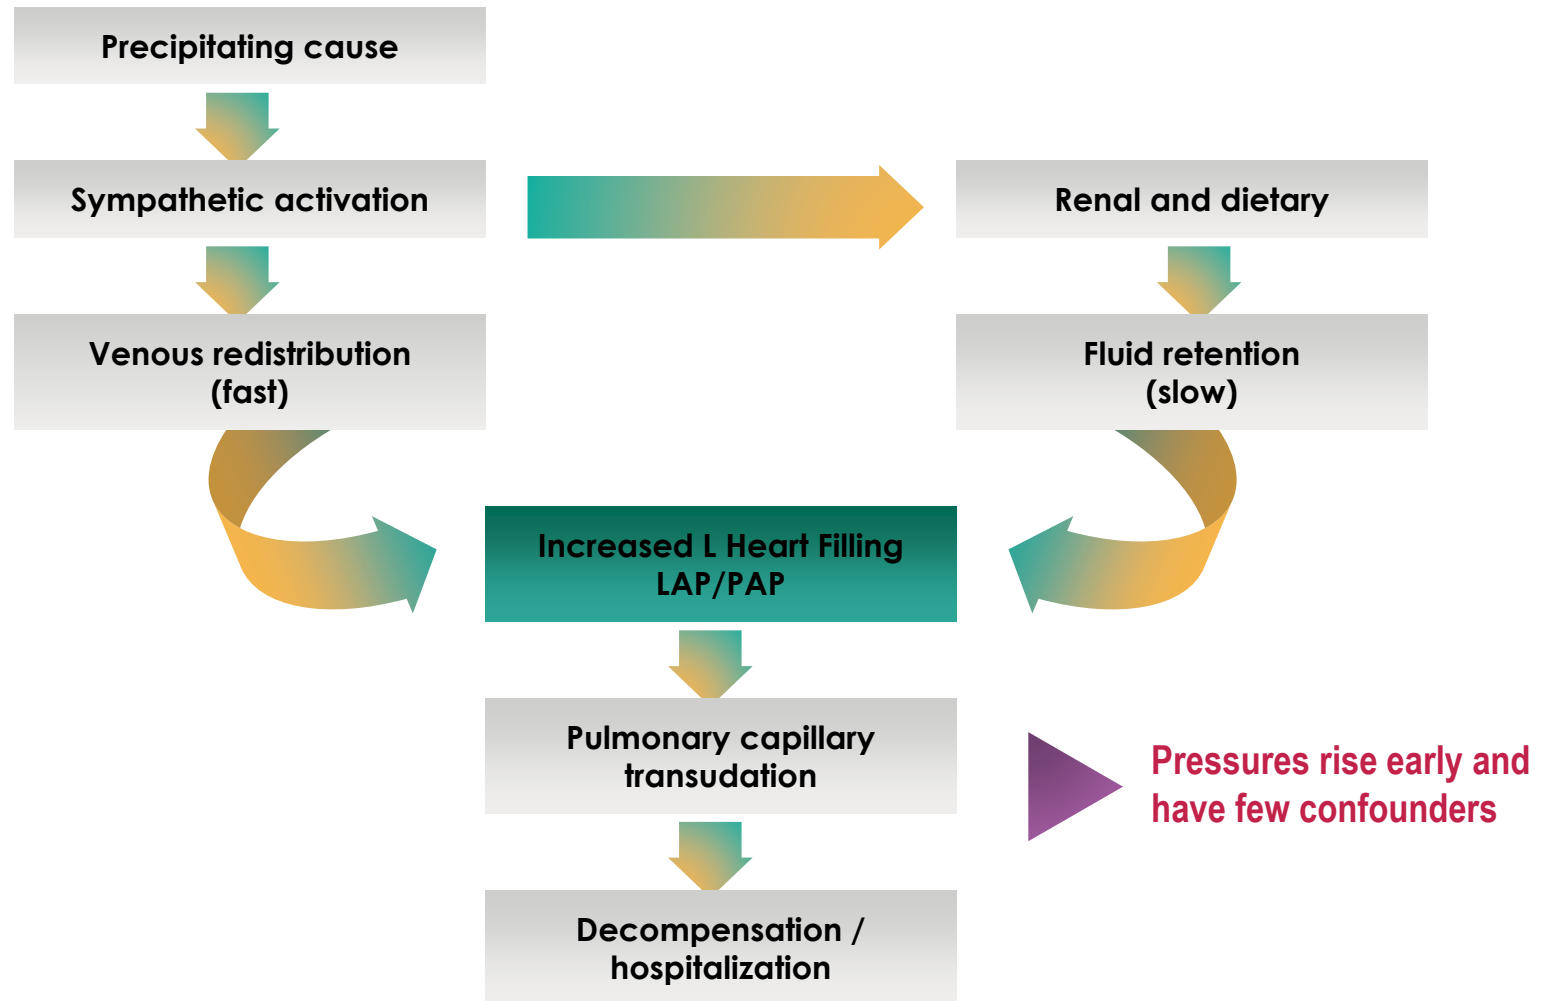 Precipitating cause
Sympathetic activation
Renal and dietary
Venous redistribution
(fast)
Fluid retention
(slow)
Increased L Heart Filling
LAP/PAP
Pulmonary capillary
transudation
Pressures rise early and
have few confounders
Decompensation /
hospitalization